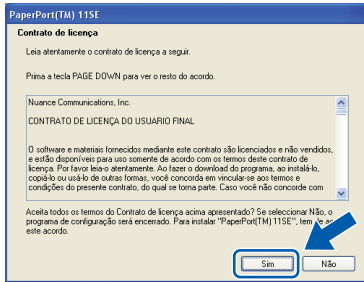 PaperPort(TM) 11SE
Contrato de licença
Leia atentamente o contrato de licença a seguir.
Prima a tecla PAGE DOWN para ver o resto do acordo.
Nuance Communications, Inc.
CONTRATO DE LICENÇA DO USUARIO FINAL
O software e materiais fornecidos mediante este contrato são licenciados e não vendidos,
e estão disponíveis para uso somente de acordo com os termos deste contrato de
licença. Por favor leia-o atentamente. Ao fazer o download do programa, ao instalá-lo,
copiá-lo ou usá-lo de outras formas, você concorda em vincular-se aos termos e
condições do presente contrato, do qual se torna parte. Caso você não concorde com
Aceita todos os termos do Contrato de licença acima apresentado? Se seleccionar Não, o
programa de configuração será encerrado. Para instalar "PaperPort(TM) 11SE", tem de
este acordo.
Sim
Não